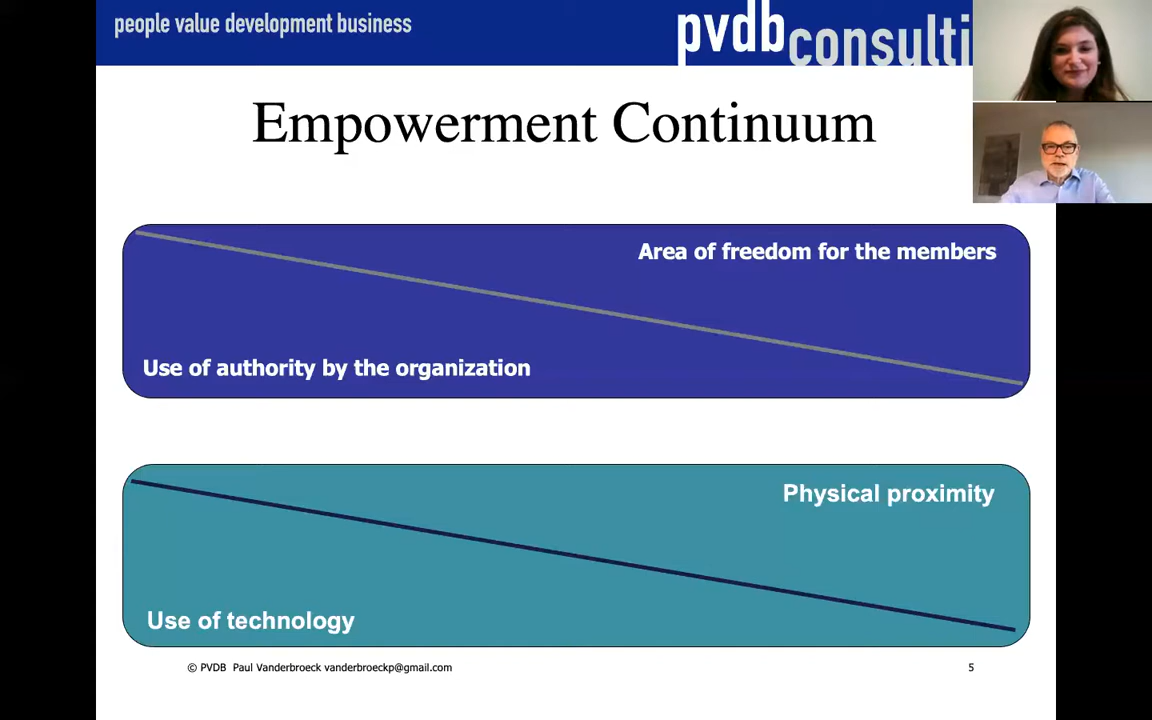 people value development business
pvdbconsulti
Empowerment Continuum
Area of freedom for the members
Use of authority by the organization
Physical proximity
Use of technology
© PVDB Paul Vanderbroeck vanderbroeckp@gmail.com
5